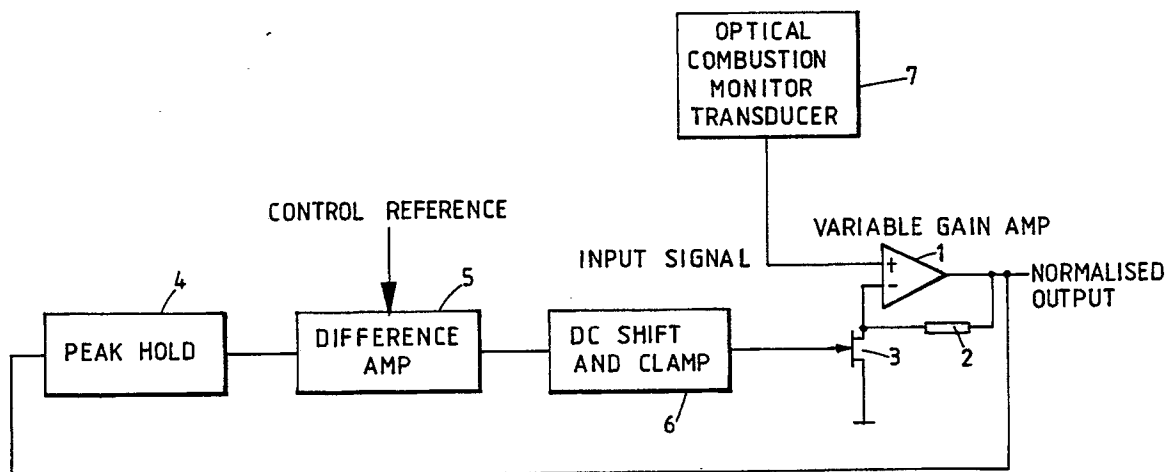 OPTICAL
COMBUSTION
MONITOR
TRANSDUCER
7
CONTROL REFERENCE
VARIABLE GAIN AMP
INPUT SIGNAL
1
+
-
NORMALISED
OUTPUT
4
PEAK HOLD
5
DIFFERENCE
AMP
DC SHIFT
AND CLAMP
6
3
2